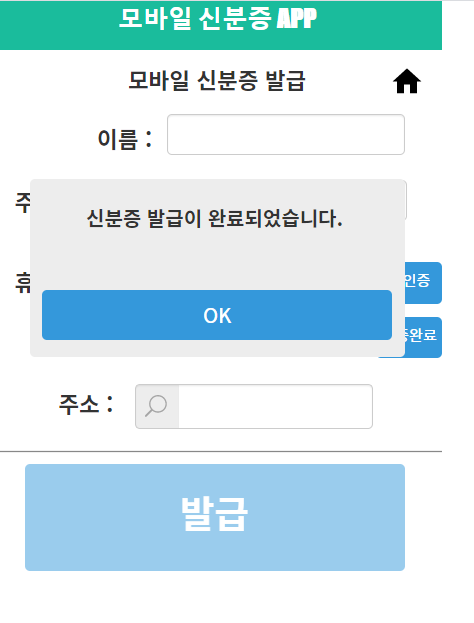 모바일 신분증 APP
모바일 신분증 발급
이름 :
주
신분증 발급이 완료되었습니다.
휴
인증
OK
완료
주소 :
발급